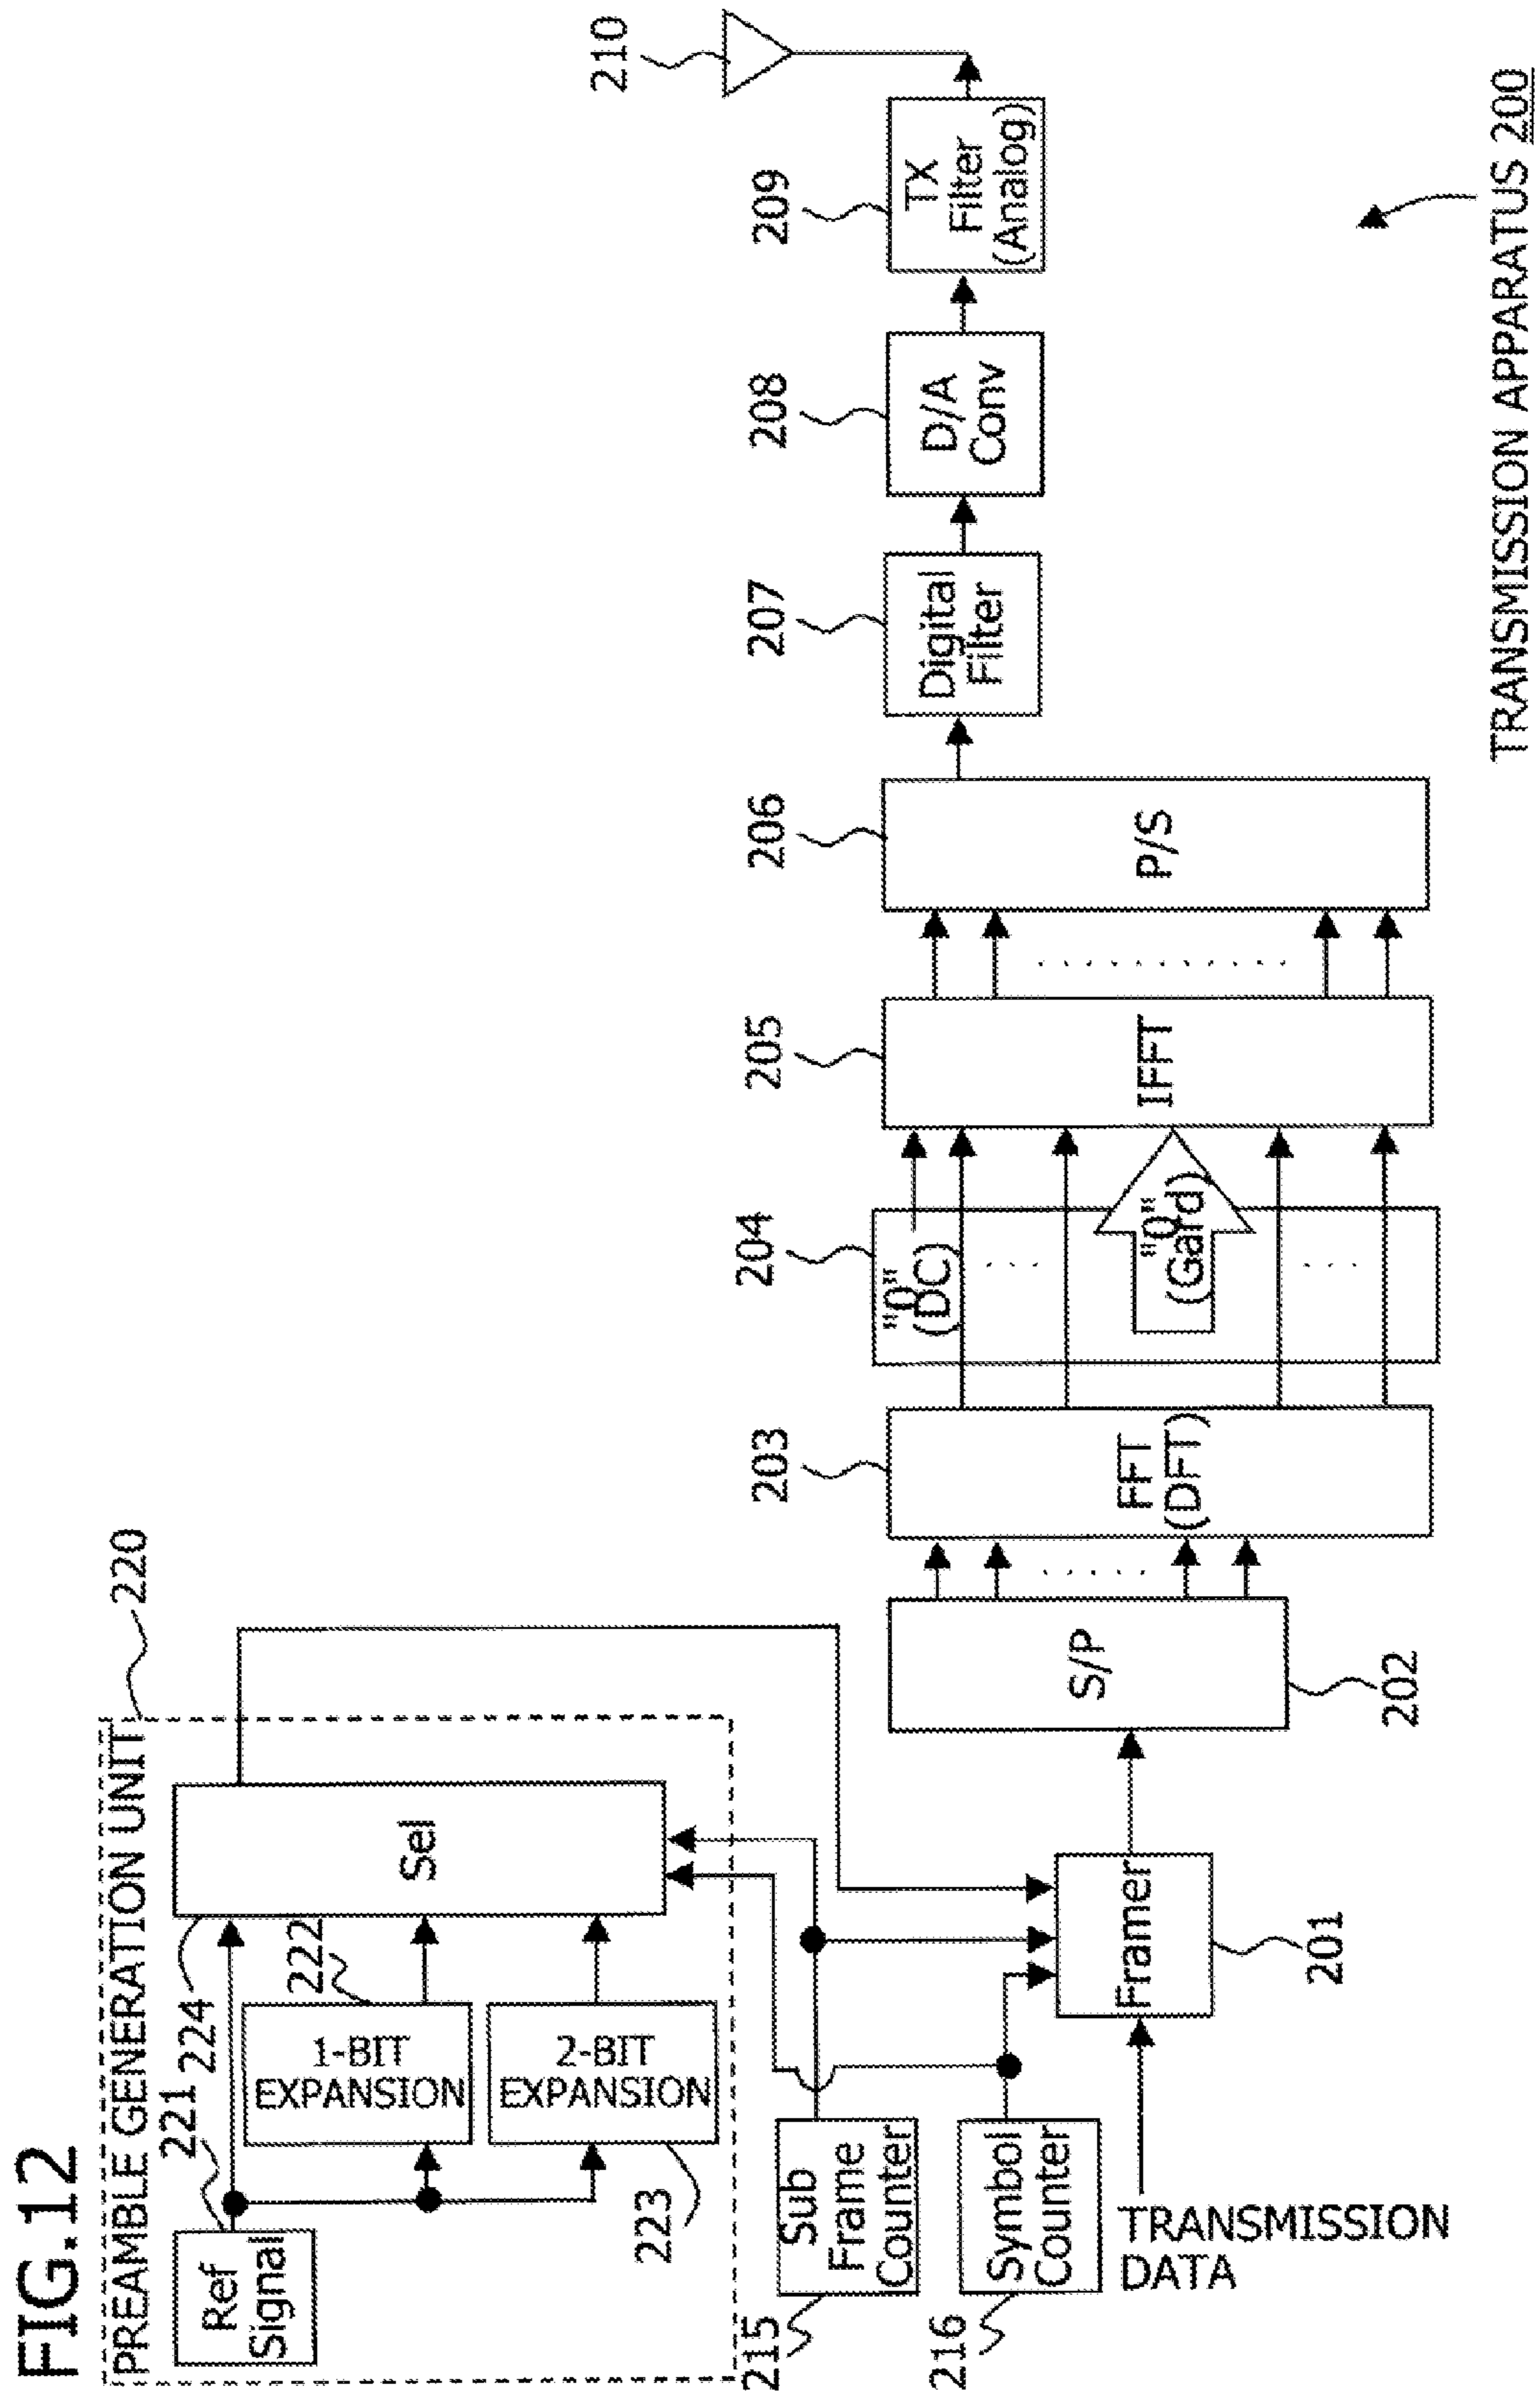 FIG.12
PREAMBLE GENERATION UNIT
220
221
Ref
Signal
224
222
1-BIT
EXPANSION
2-BIT
EXPANSION
223
Sel
215
Sub
Frame
Counter
216
Symbol
Counter
TRANSMISSION
DATA
Framer
201
S/P
202
203
FFT
(DFT)
204
"0"
(DC)
"0"
(Gard)
205
IFFT
206
P/S
207
Digital
Filter
208
D/A
Conv
209
TX
Filter
(Analog)
210
TRANSMISSION APPARATUS 200